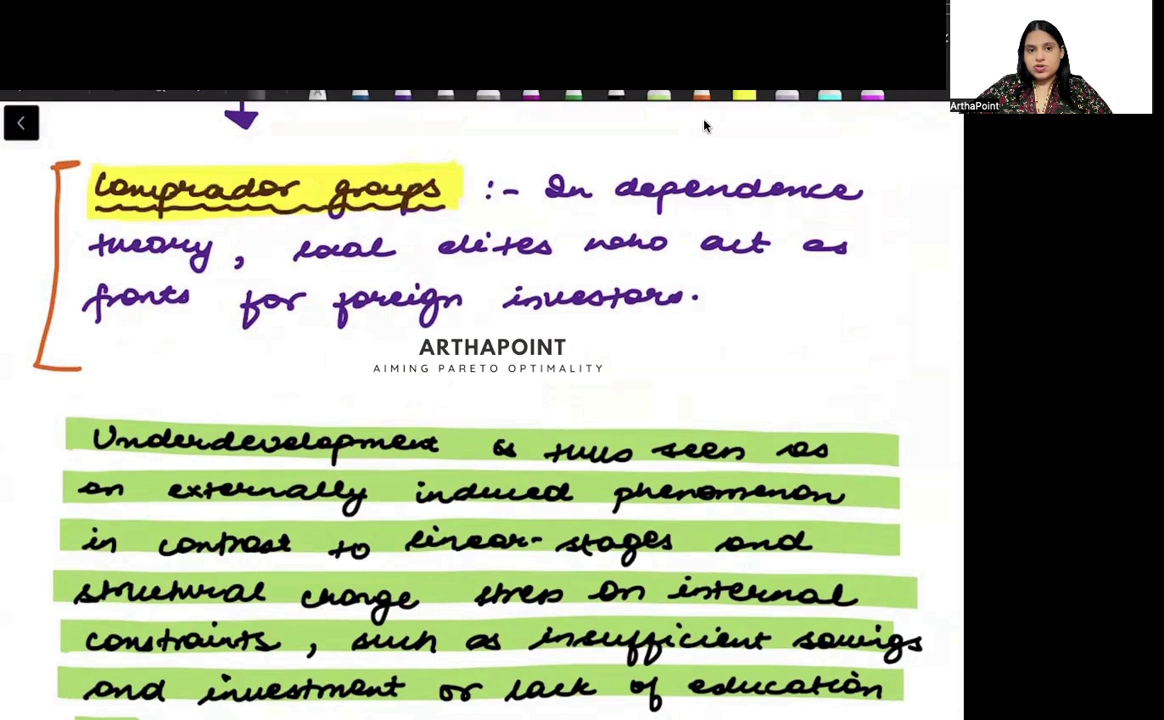 ArthaPoint
Comprador groups :- In dependence
theory, local elites who act as
fronts for foreign investors.
ARTHAPOINT
AIMING PARETO OPTIMALITY
Underdevelopment is thus seen as
an externally induced phenomenon
in contrast to linear-stages and
structural change stress on internal
constraints, such as insufficient savings
and investment or lack of education